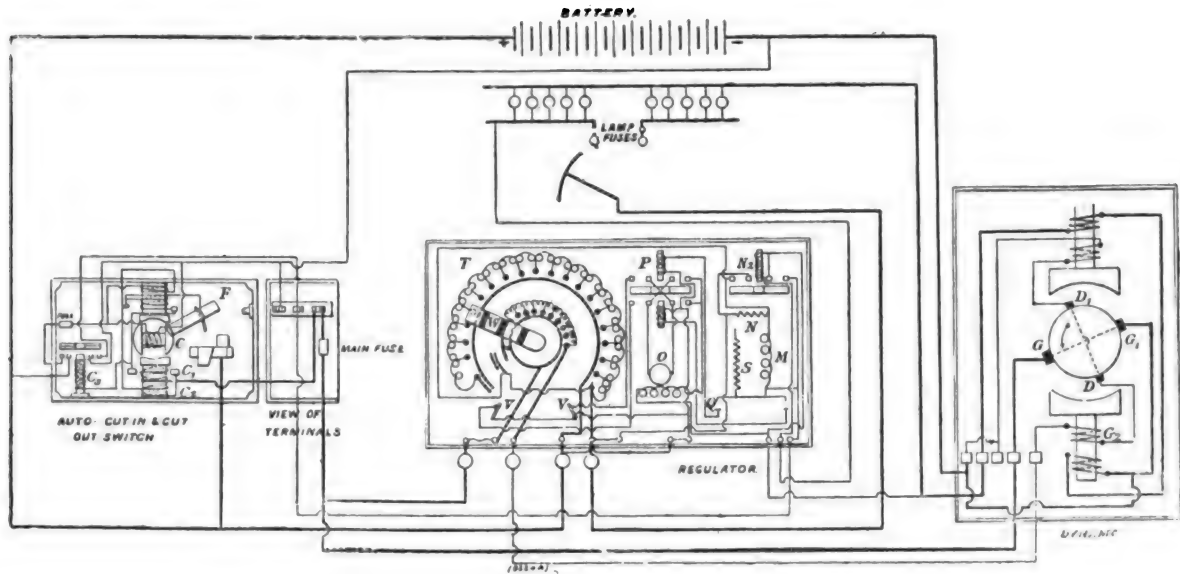 BATTERY.
+
−
LAMP
FUSES
T
P
N2
W
N
O
S
M
V
V
Q
REGULATOR.
F
C
C3
C1
C2
MAIN FUSE
AUTO-CUT IN & CUT
OUT SWITCH
VIEW OF
TERMINALS
D1
G
G1
D
G2